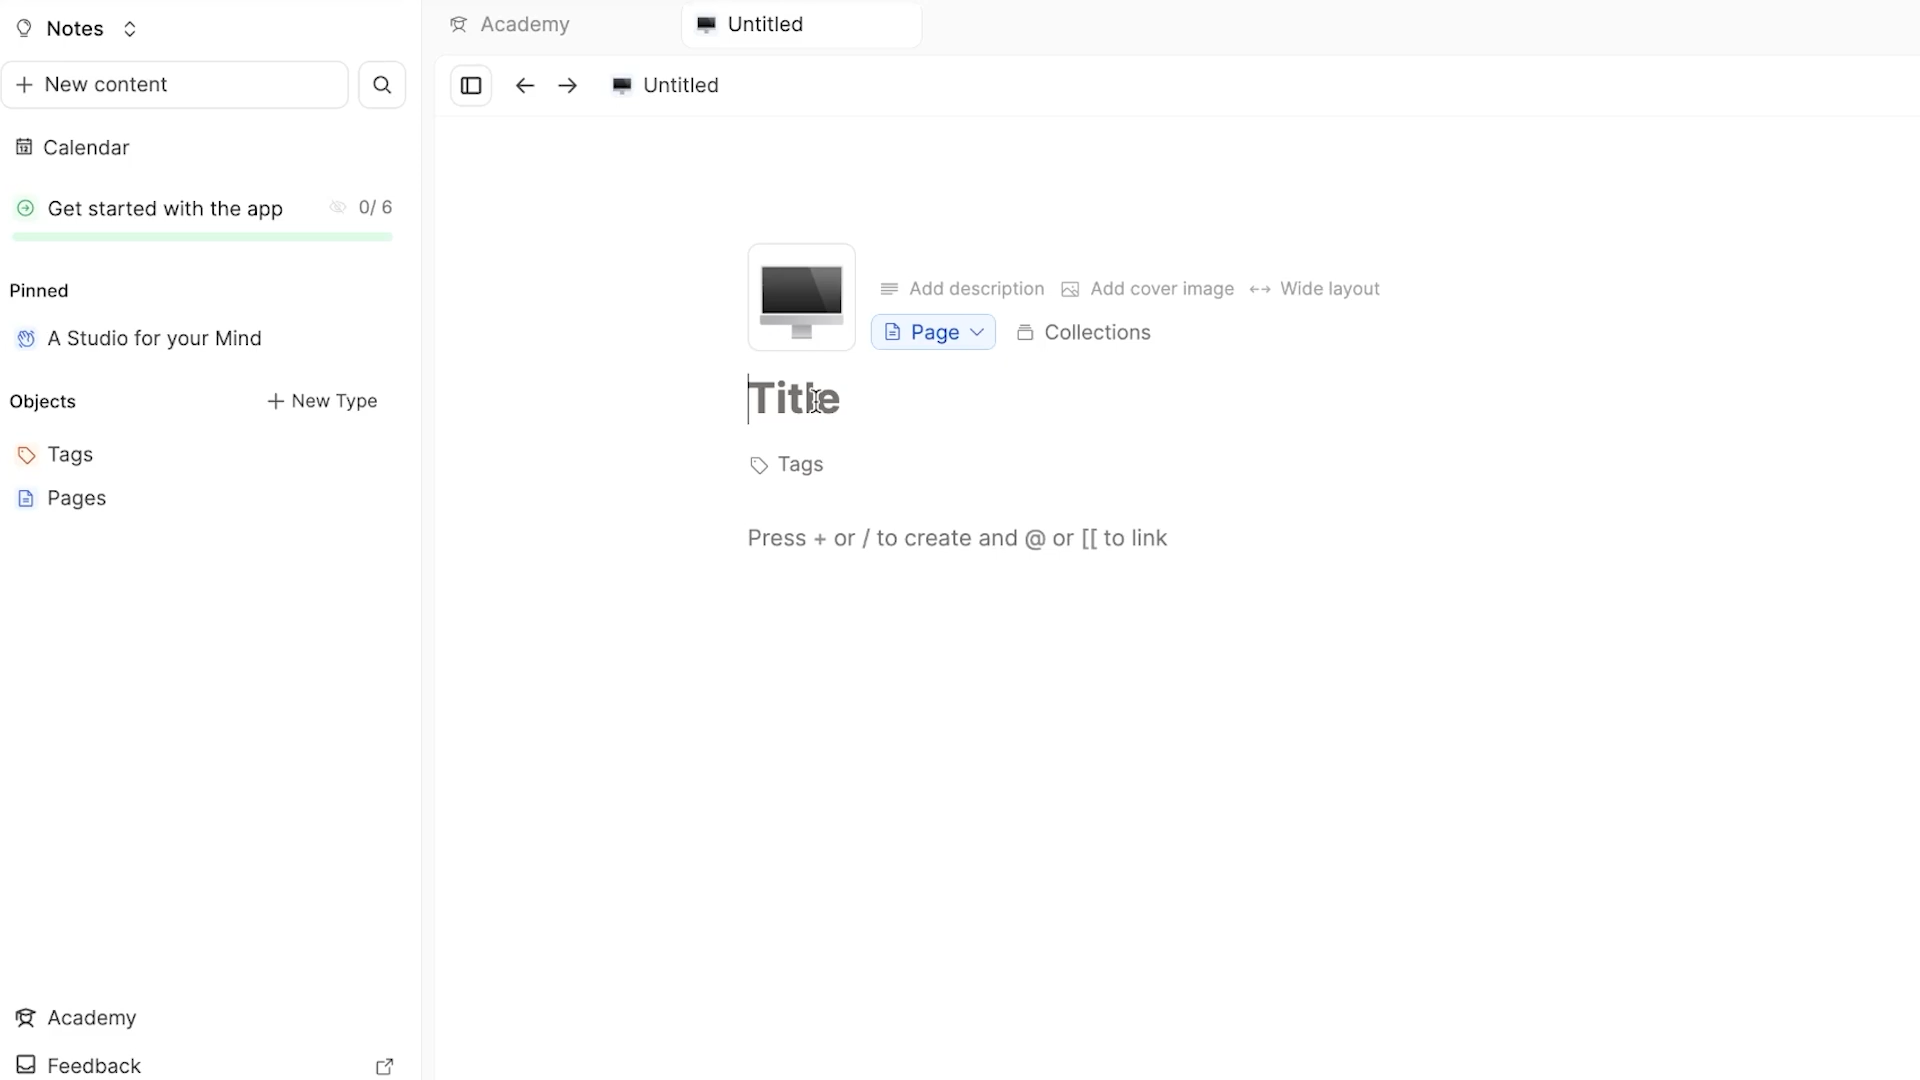 Notes
New content
Calendar
Get started with the app 0/ 6
Pinned
A Studio for your Mind
Objects + New Type
Tags
Pages
Academy
Feedback
Academy Untitled
Untitled
Add description Add cover image Wide layout
Page Collections
Title
Tags
Press + or / to create and @ or [[ to link